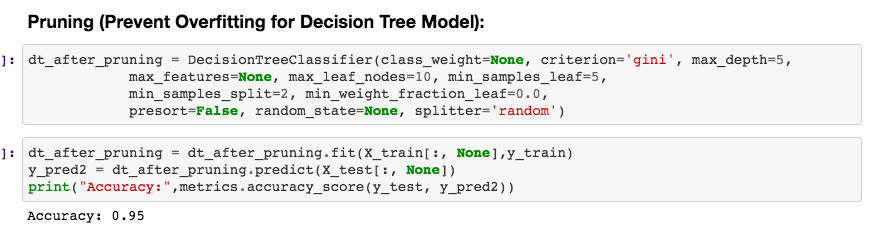 Pruning (Prevent Overfitting for Decision Tree Model):
]: dt_after_pruning = DecisionTreeClassifier(class_weight=None, criterion='gini', max_depth=5,
max_features=None, max_leaf_nodes=10, min_samples_leaf=5,
min_samples_split=2, min_weight_fraction_leaf=0.0,
presort=False, random_state=None, splitter='random')
]: dt_after_pruning = dt_after_pruning.fit(X_train[:, None],y_train)
y_pred2 = dt_after_pruning.predict(X_test[:, None])
print("Accuracy:",metrics.accuracy_score(y_test, y_pred2))
Accuracy: 0.95